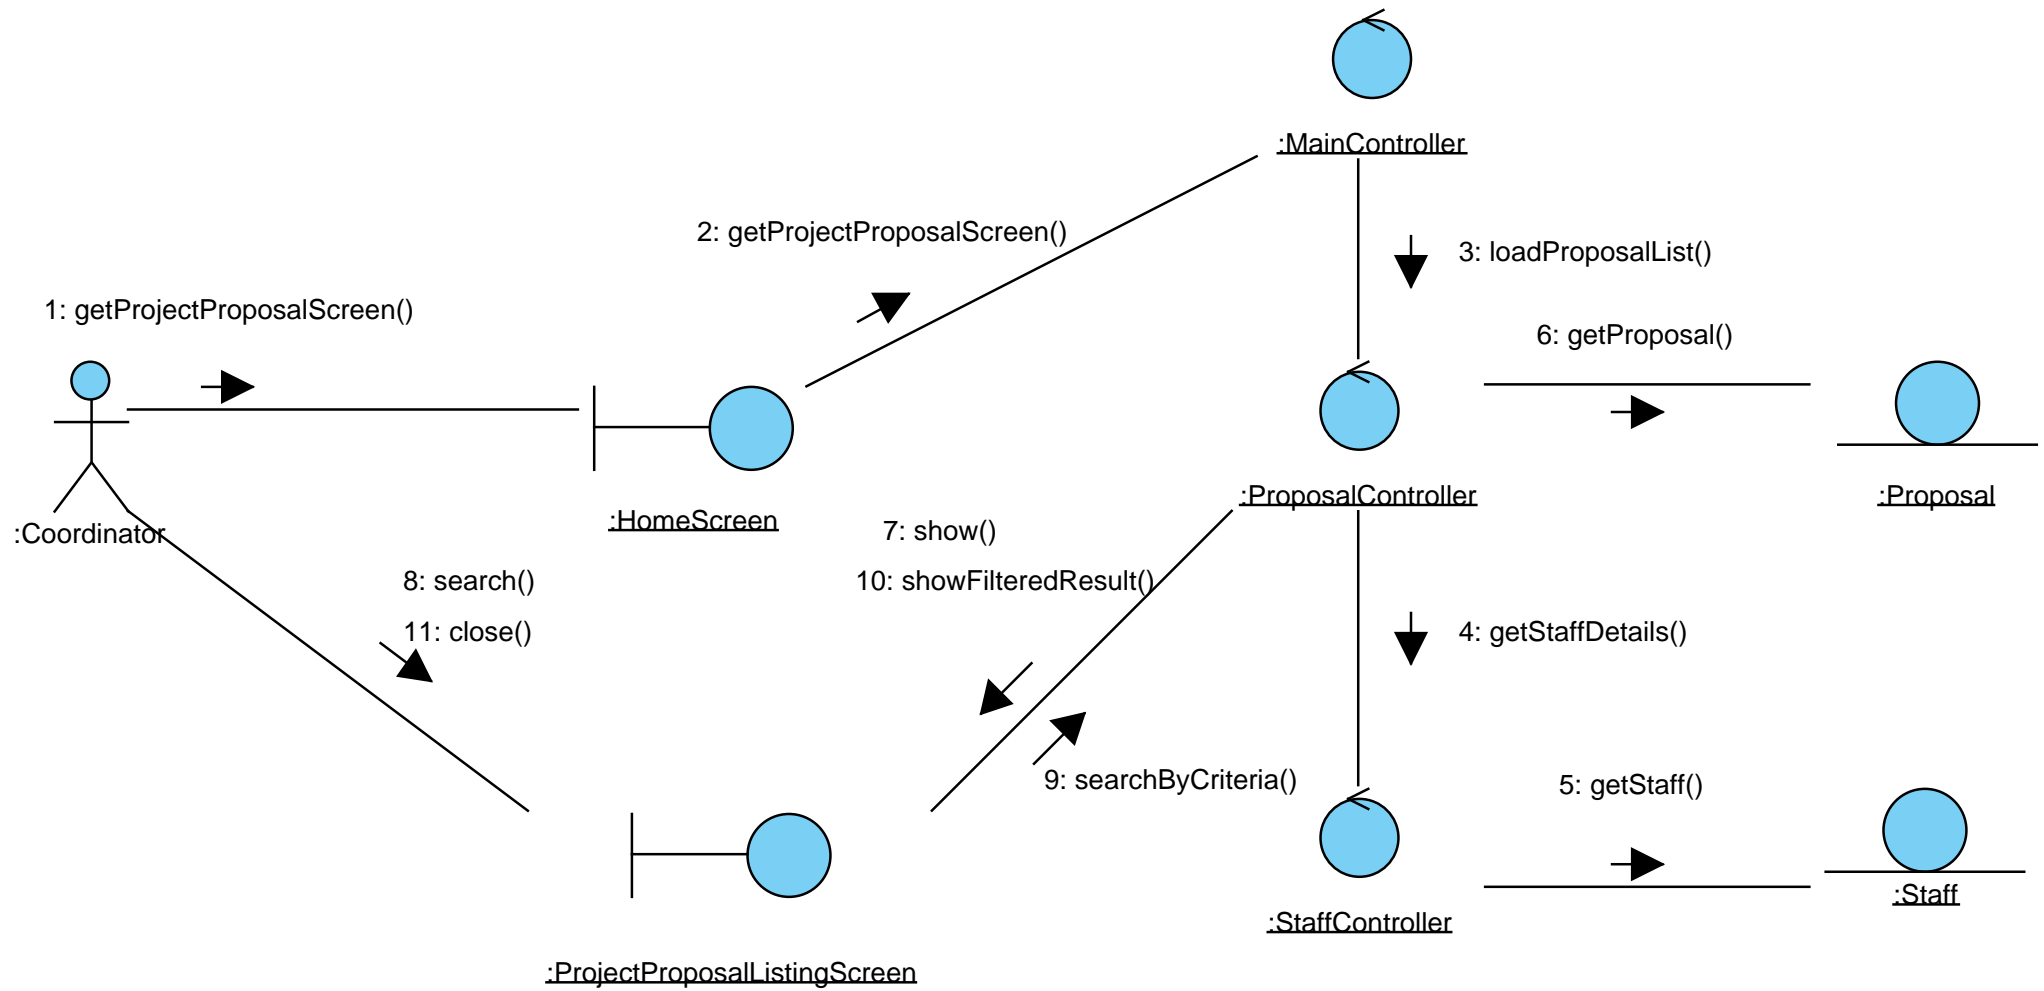 :MainController
2: getProjectProposalScreen()
3: loadProposalList()
1: getProjectProposalScreen()
6: getProposal()
:ProposalController
:Proposal
:HomeScreen
:Coordinator
7: show()
8: search()
10: showFilteredResult()
11: close()
4: getStaffDetails()
9: searchByCriteria()
5: getStaff()
:Staff
:StaffController
:ProjectProposalListingScreen